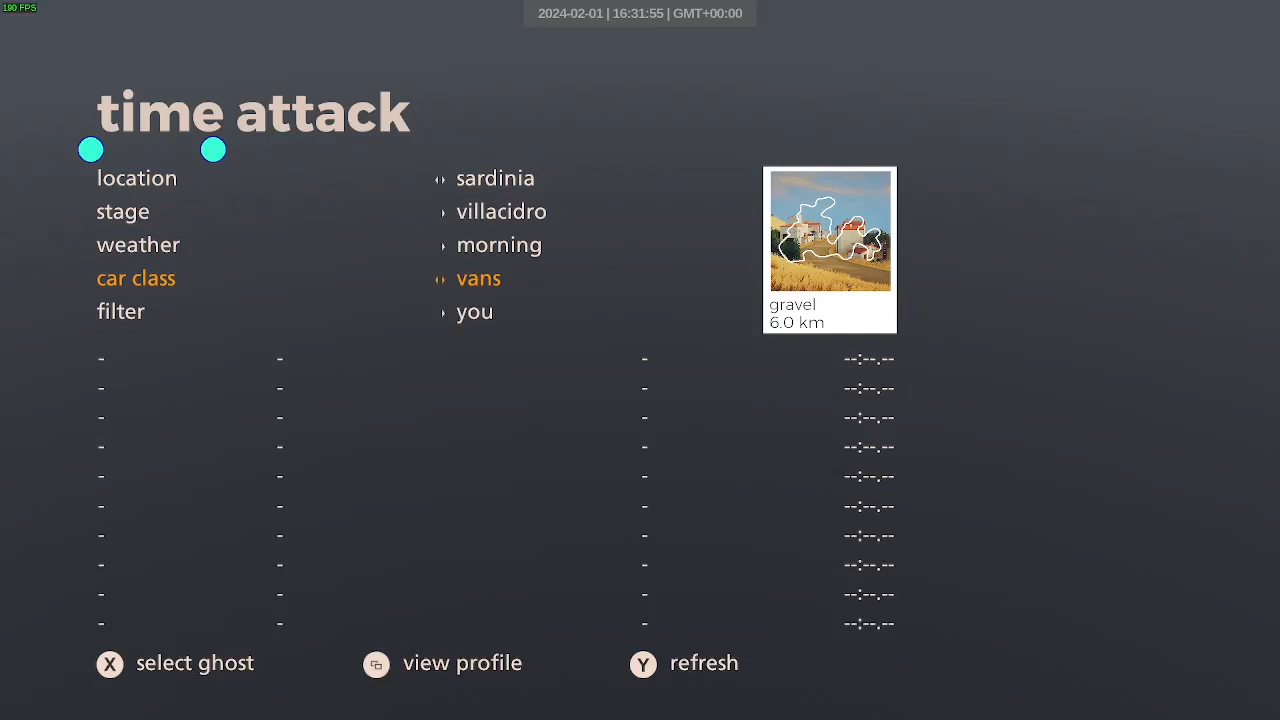 190 FPS
2024-02-01 | 16:31:55 | GMT+00:00
time attack
location sardinia
stage villacidro
weather morning
car class vans
filter you
gravel
6.0 km
- - - --:--.--
- - - --:--.--
- - - --:--.--
- - - --:--.--
- - - --:--.--
- - - --:--.--
- - - --:--.--
- - - --:--.--
- - - --:--.--
- - - --:--.--
X select ghost view profile Y refresh